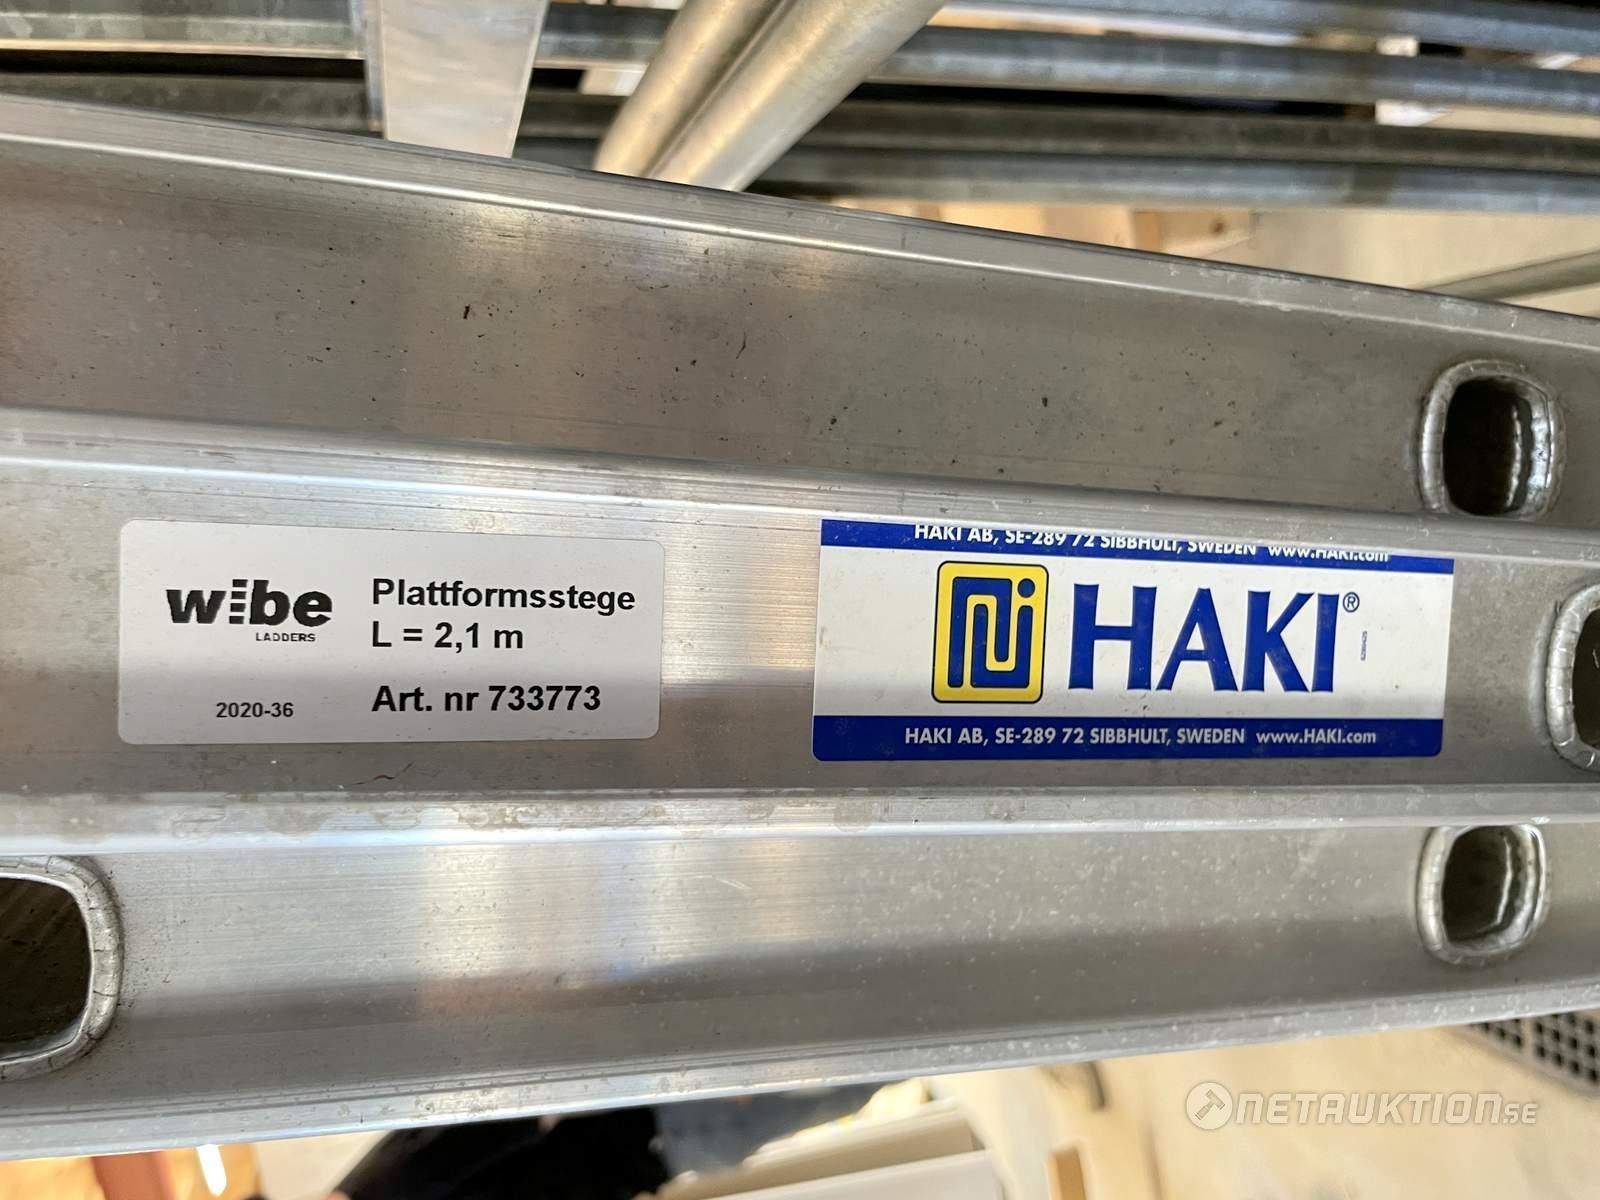 wibe
LADDERS
2020-36
Plattformsstege
L = 2,1 m
Art. nr 733773
HAKI AB, SE-289 72 SIBBHULT, SWEDEN www.HAKI.com
HAKI®
HAKI AB, SE-289 72 SIBBHULT, SWEDEN www.HAKI.com
NETAUKTION.SE